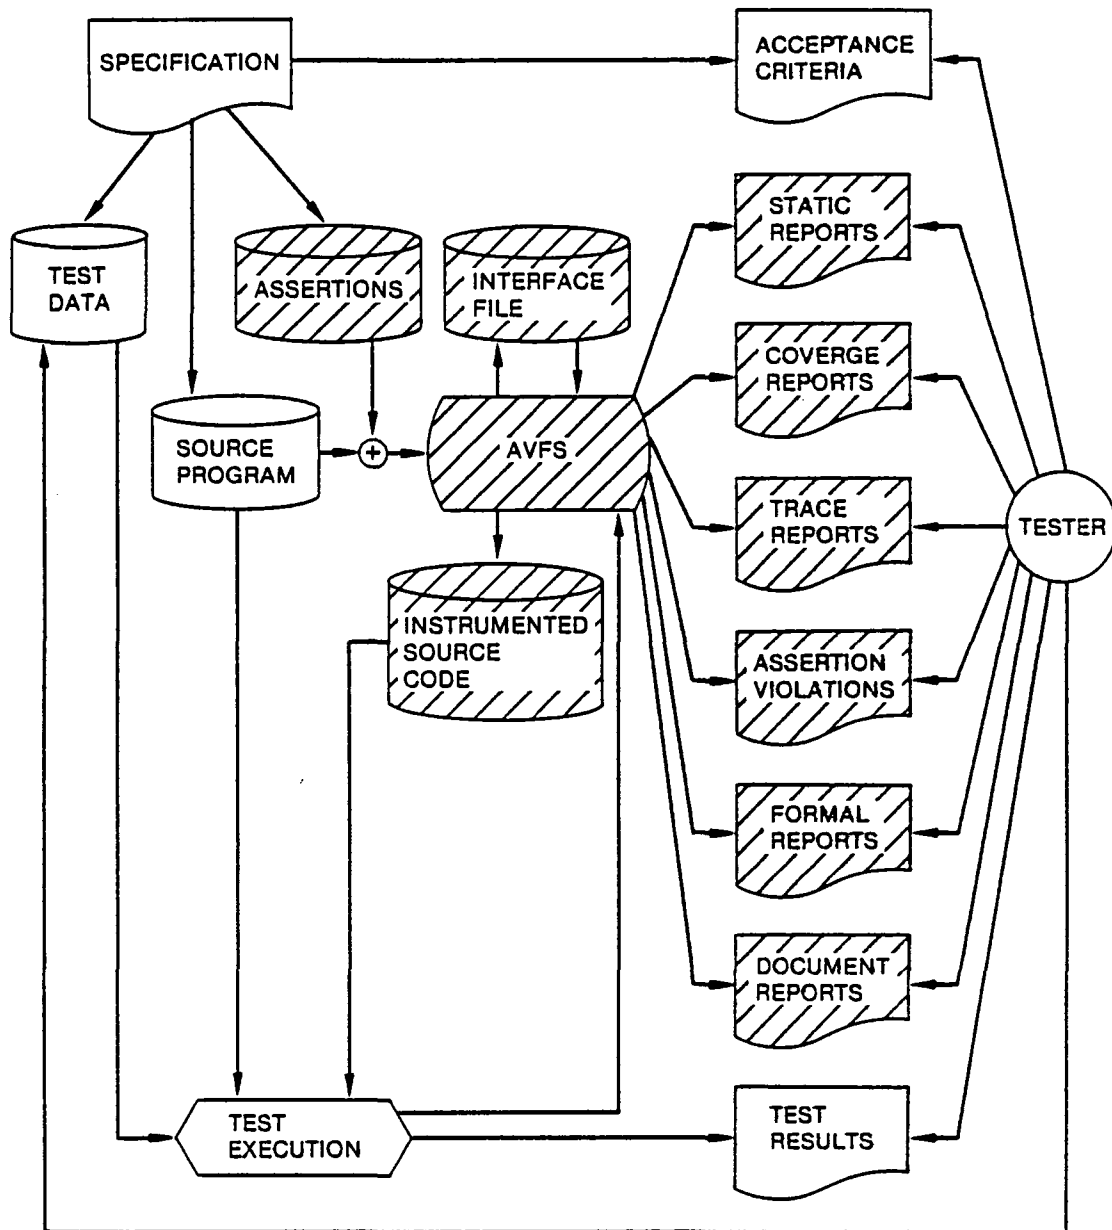 SPECIFICATION
ACCEPTANCE
CRITERIA
STATIC
REPORTS
TEST
DATA
ASSERTIONS
INTERFACE
FILE
COVERGE
REPORTS
SOURCE
PROGRAM
+
AVFS
TRACE
REPORTS
TESTER
INSTRUMENTED
SOURCE
CODE
ASSERTION
VIOLATIONS
FORMAL
REPORTS
DOCUMENT
REPORTS
TEST
EXECUTION
TEST
RESULTS